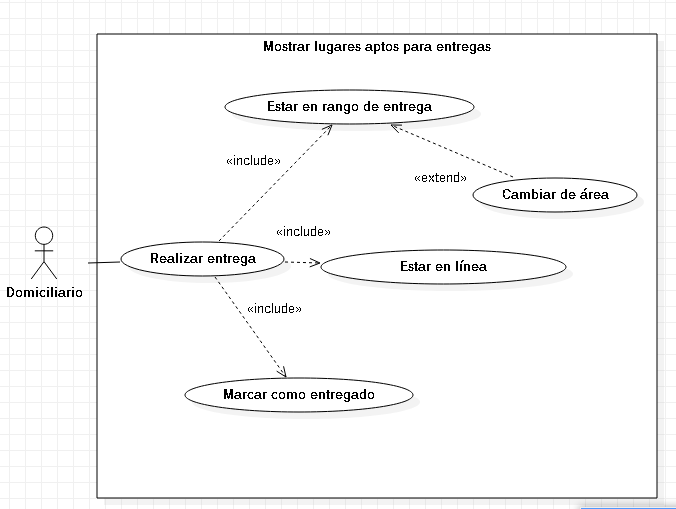 Mostrar lugares aptos para entregas
Estar en rango de entrega
«include»
«extend»
Cambiar de área
«include»
Realizar entrega
Estar en línea
Domiciliario
«include»
Marcar como entregado